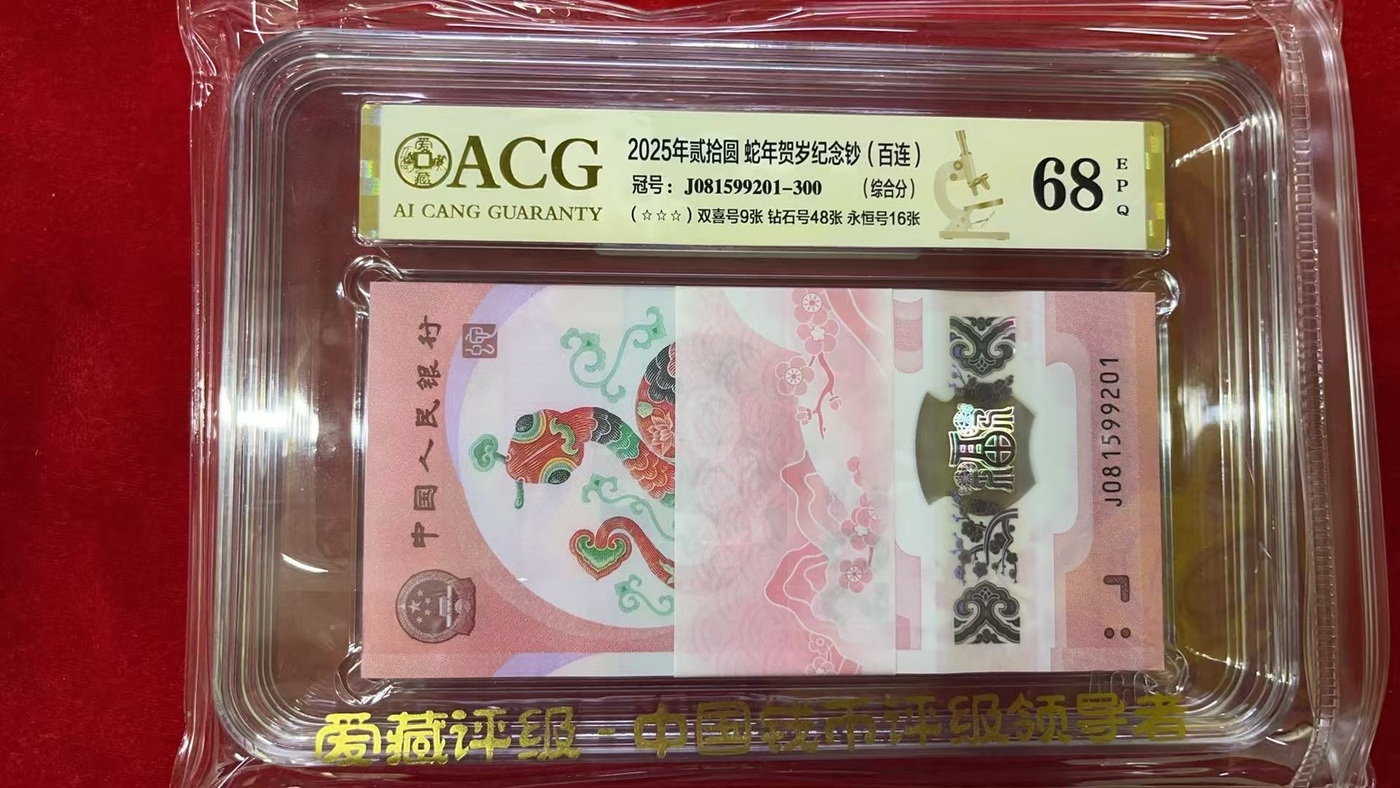 爱藏
ACG
AI CANG GUARANTY
2025年贰拾圆 蛇年贺岁纪念钞(百连)
冠号:J081599201-300 (综合分)
(☆☆☆)双喜号9张 钻石号48张 永恒号16张
68
EPQ
中国人民银行
J081599201
爱藏评级-中国钱币评级领导者